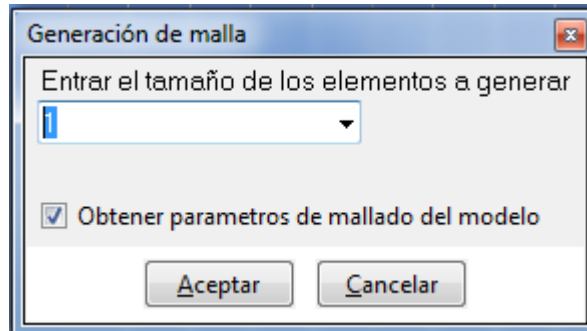 Generación de malla
Entrar el tamaño de los elementos a generar
1
Obtener parametros de mallado del modelo
Aceptar Cancelar